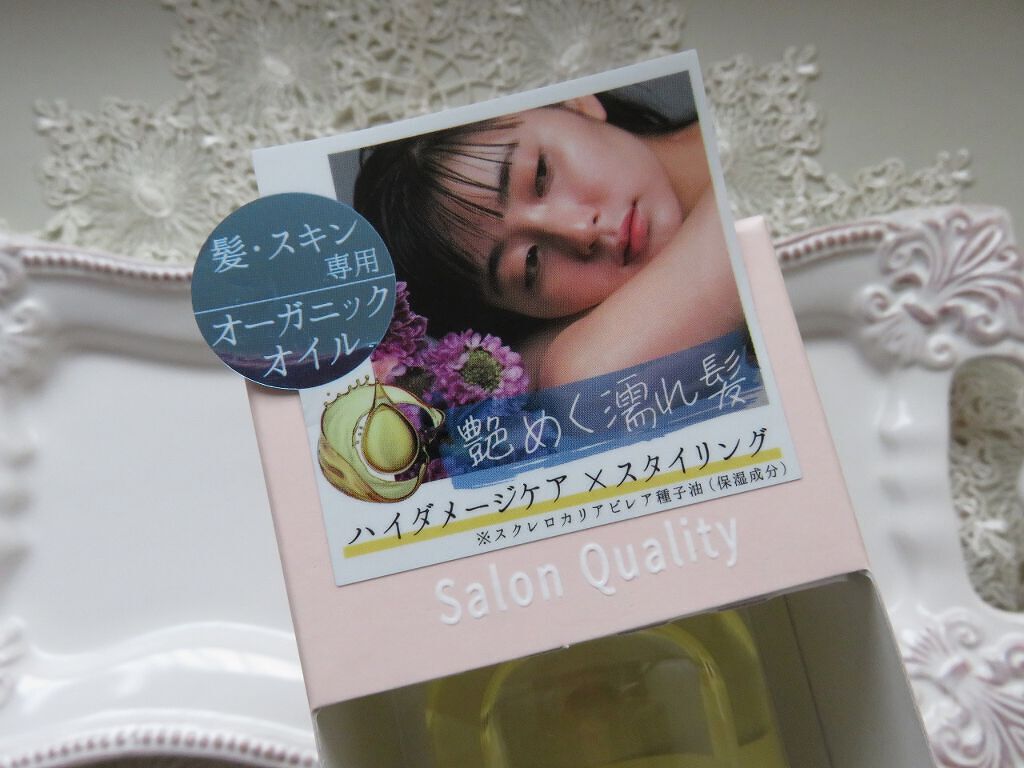 髪・スキン
専用
オーガニック
オイル
艶めく濡れ髪
ハイダメージケア×スタイリング
※スクレロカリアビレア種子油（保湿成分）
Salon Quality